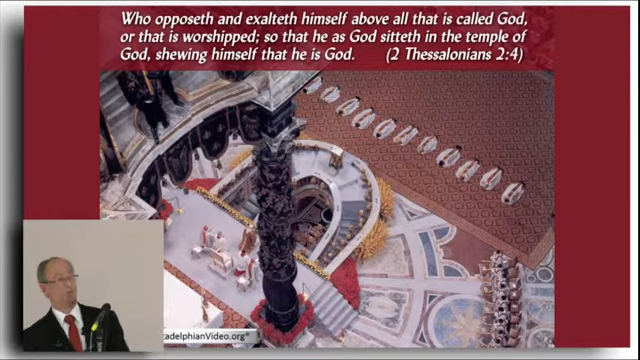 Who opposeth and exalteth himself above all that is called God,
or that is worshipped; so that he as God sitteth in the temple of
God, shewing himself that he is God. (2 Thessalonians 2:4)
tadelphianVideo.org®